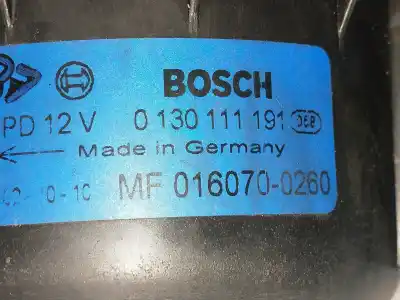 BOSCH
PD 12 V 0 130 111 191
Made in Germany
MF 016070-0260